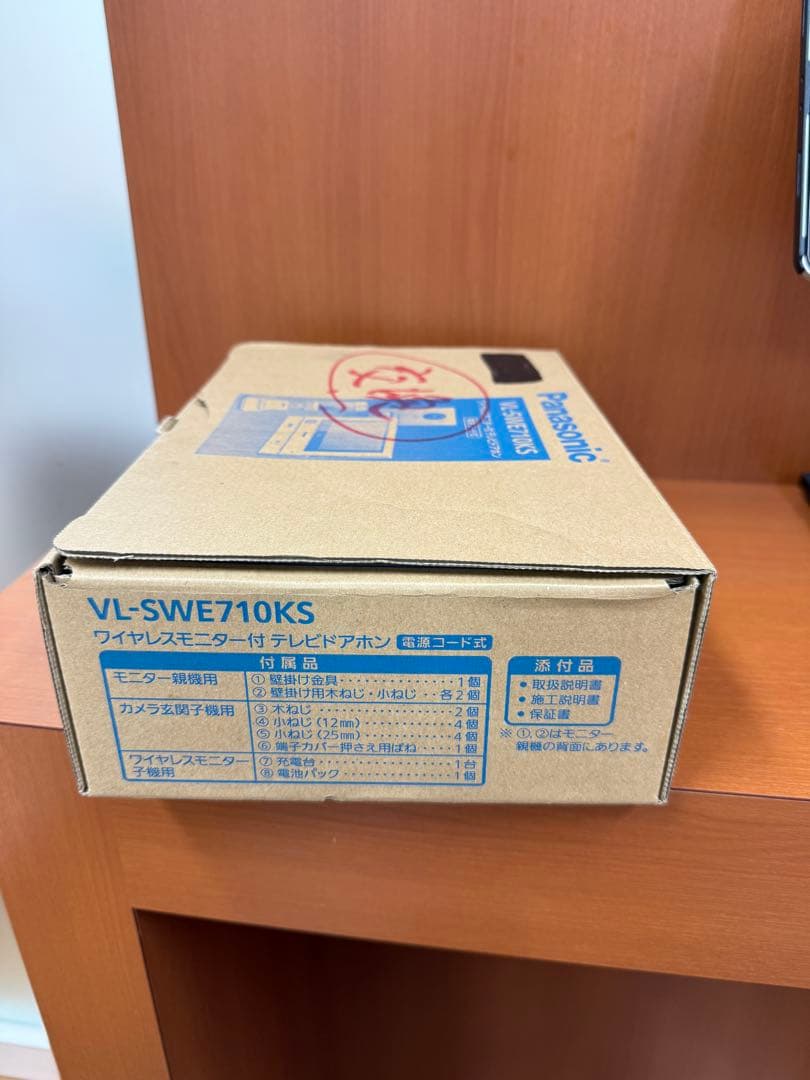 Panasonic
VL-SWE710KS
VL-SWE710KS
ワイヤレスモニター付 テレビドアホン 電源コード式
付属品
モニター親機用 ① 壁掛け金具・・・・・・・・・・・・・・・1個
② 壁掛け用木ねじ・小ねじ・・各2個
カメラ玄関子機用 ③ 木ねじ・・・・・・・・・・・・・・・・・・2個
④ 小ねじ(12mm)・・・・・・・・・・・4個
⑤ 小ねじ(25mm)・・・・・・・・・・・4個
⑥ 端子カバー押さえ用ばね・・・・・1個
ワイヤレスモニター子機用 ⑦ 充電台・・・・・・・・・・・・・・・・・・1台
⑧ 電池パック・・・・・・・・・・・・・・1個
添付品
• 取扱説明書
• 施工説明書
• 保証書
※ ①,②はモニター
親機の背面にあります。